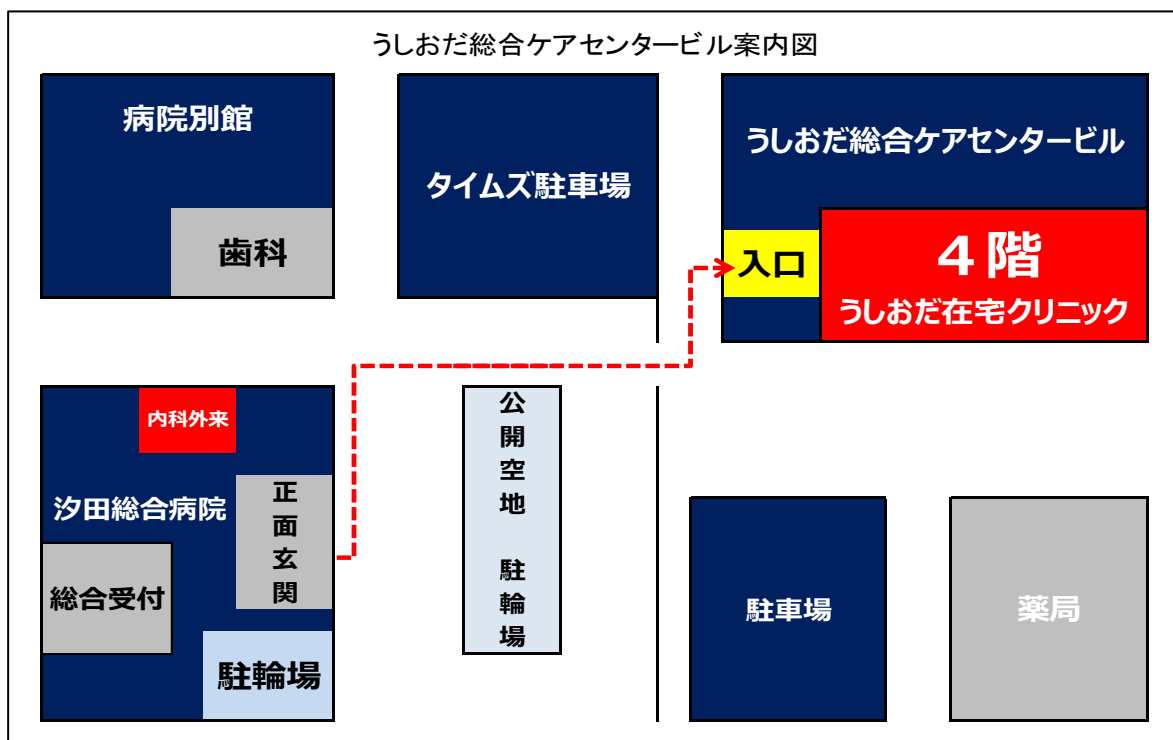 うしおだ総合ケアセンタービル案内図
病院別館
歯科
タイムズ駐車場
うしおだ総合ケアセンタービル
入口
４階
うしおだ在宅クリニック
内科外来
汐田総合病院
正面玄関
総合受付
駐輪場
公開空地　駐輪場
駐車場
薬局